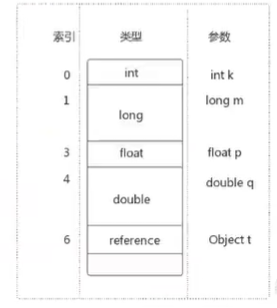 索引 类型 参数
0 int int k
1 long long m
3 float float p
4 double double q
6 reference Object t